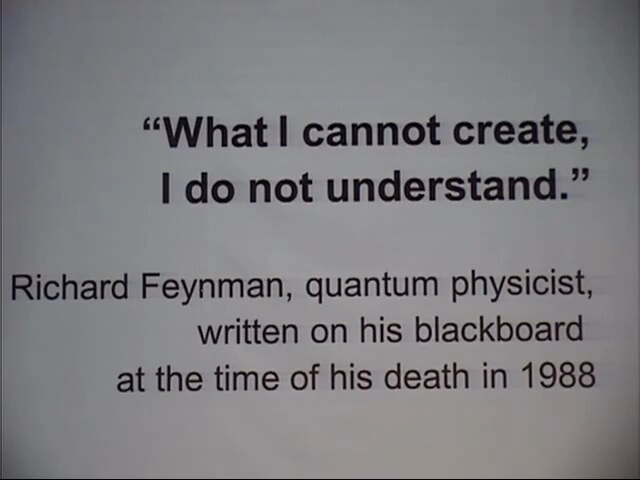 “What I cannot create,
I do not understand.”
Richard Feynman, quantum physicist,
written on his blackboard
at the time of his death in 1988